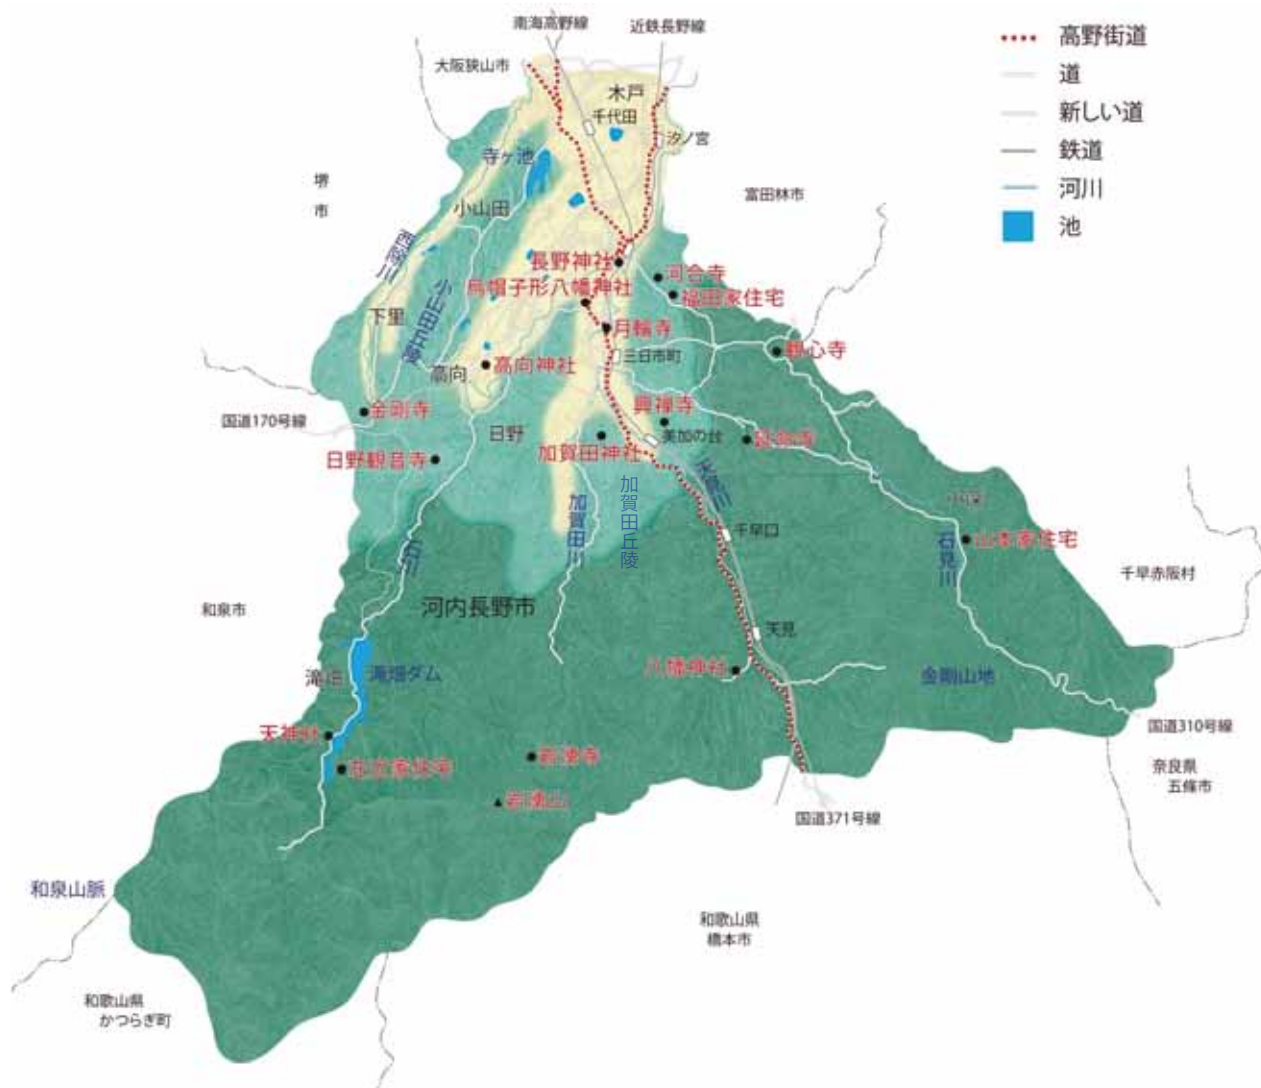 南海高野線
近鉄長野線
大阪狭山市
木戸
千代田
汐ノ宮
寺ヶ池
堺
市
富田林市
小山田
西除川
長野神社
河合寺
烏帽子形八幡神社
福田家住宅
小山田丘陵
下里
月輪寺
三日市町
観心寺
高向
高向神社
国道170号線
金剛寺
日野
興禅寺
美加の台
延命寺
加賀田神社
日野観音寺
天見川
加賀田川
加賀田丘陵
石川
千早口
石見川
山本家住宅
千早赤阪村
和泉市
河内長野市
天見
八幡神社
滝畑
滝畑ダム
金剛山地
国道310号線
天神社
岩湧寺
岩湧山
奈良県
五條市
国道371号線
和泉山脈
和歌山県
橋本市
和歌山県
かつらぎ町
高野街道
道
新しい道
鉄道
河川
池